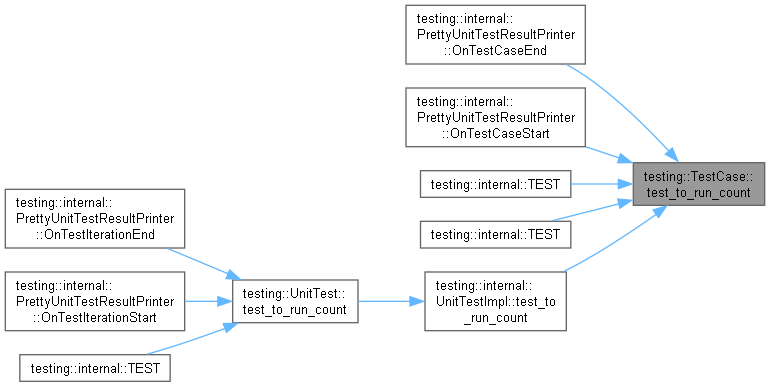 testing::internal::
PrettyUnitTestResultPrinter
::OnTestCaseEnd
testing::internal::
PrettyUnitTestResultPrinter
::OnTestCaseStart
testing::TestCase::
test_to_run_count
testing::internal::TEST
testing::internal::TEST
testing::internal::
PrettyUnitTestResultPrinter
::OnTestIterationEnd
testing::internal::
PrettyUnitTestResultPrinter
::OnTestIterationStart
testing::UnitTest::
test_to_run_count
testing::internal::
UnitTestImpl::test_to
_run_count
testing::internal::TEST